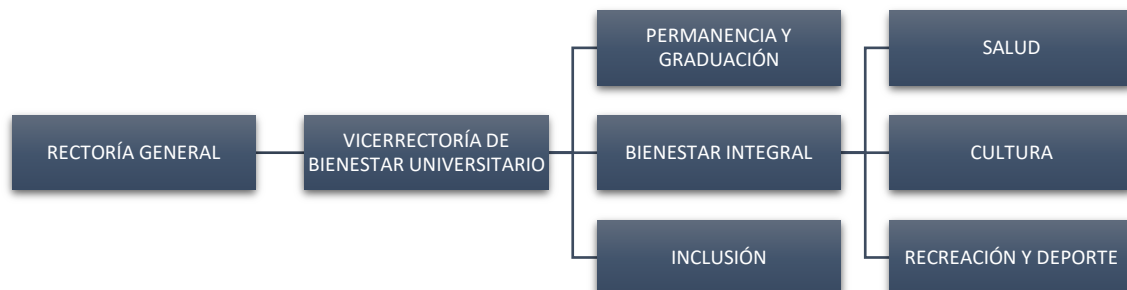 RECTORÍA GENERAL
VICERRECTORÍA DE
BIENESTAR UNIVERSITARIO
PERMANENCIA Y
GRADUACIÓN
BIENESTAR INTEGRAL
INCLUSIÓN
SALUD
CULTURA
RECREACIÓN Y DEPORTE